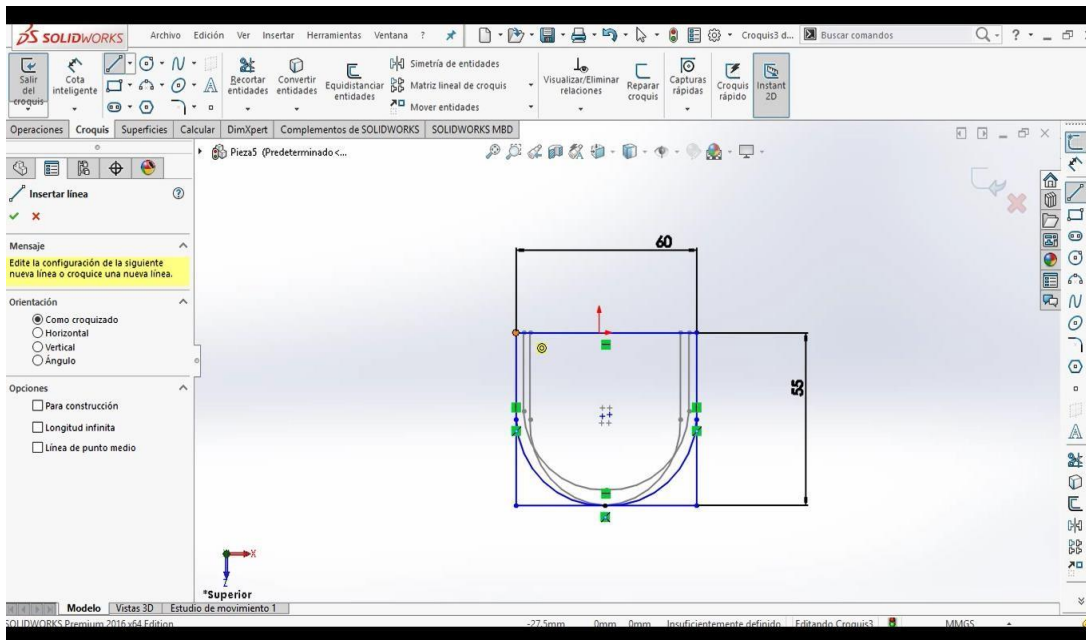 SOLIDWORKS Archivo Edición Ver Insertar Herramientas Ventana ? Croquis3 d... Buscar comandos ?
Salir del croquis
Cota inteligente
Recortar entidades
Convertir entidades
Equidistanciar entidades
Simetría de entidades
Matriz lineal de croquis
Mover entidades
Visualizar/Eliminar relaciones
Reparar croquis
Capturas rápidas
Croquis rápido
Instant 2D
Operaciones Croquis Superficies Calcular DimXpert Complementos de SOLIDWORKS SOLIDWORKS MBD
Pieza5 (Predeterminado<...
Insertar línea
Mensaje
Edite la configuración de la siguiente
nueva línea o croquice una nueva línea.
Orientación
Como croquizado
Horizontal
Vertical
Ángulo
Opciones
Para construcción
Longitud infinita
Línea de punto medio
60
55
X
Z
*Superior
Modelo Vistas 3D Estudio de movimiento 1
SOLIDWORKS Premium 2016 x64 Edition -27.5mm 0mm 0mm Insuficientemente definido Editando Croquis3 MMGS